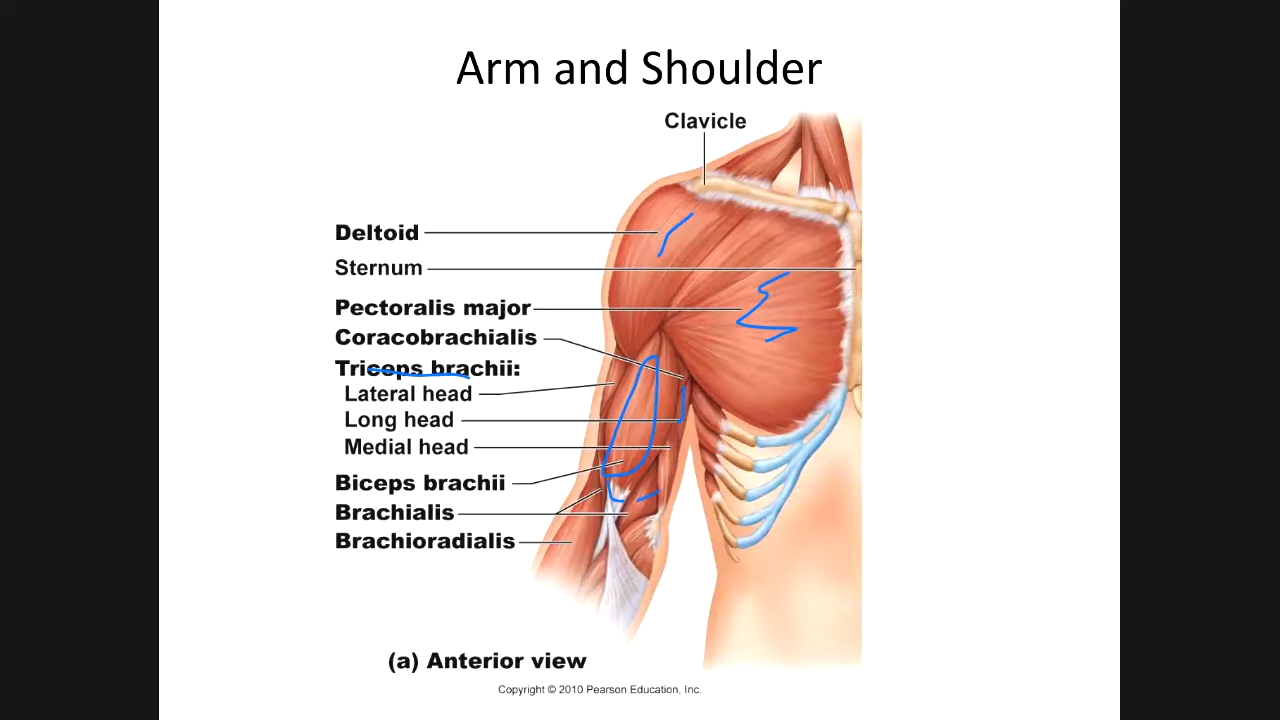 Arm and Shoulder
Clavicle
Deltoid
Sternum
Pectoralis major
Coracobrachialis
Triceps brachii:
Lateral head
Long head
Medial head
Biceps brachii
Brachialis
Brachioradialis
(a) Anterior view
Copyright © 2010 Pearson Education, Inc.